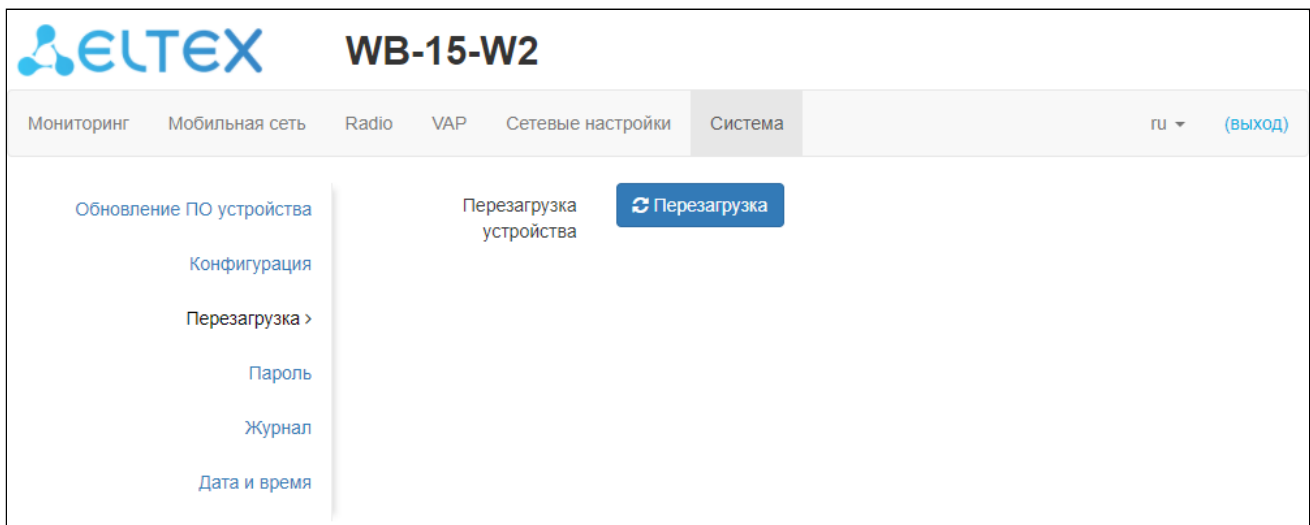 ELTEX WB-15-W2
Мониторинг Мобильная сеть Radio VAP Сетевые настройки Система ru (выход)
Обновление ПО устройства
Перезагрузка устройства
Перезагрузка
Конфигурация
Перезагрузка >
Пароль
Журнал
Дата и время